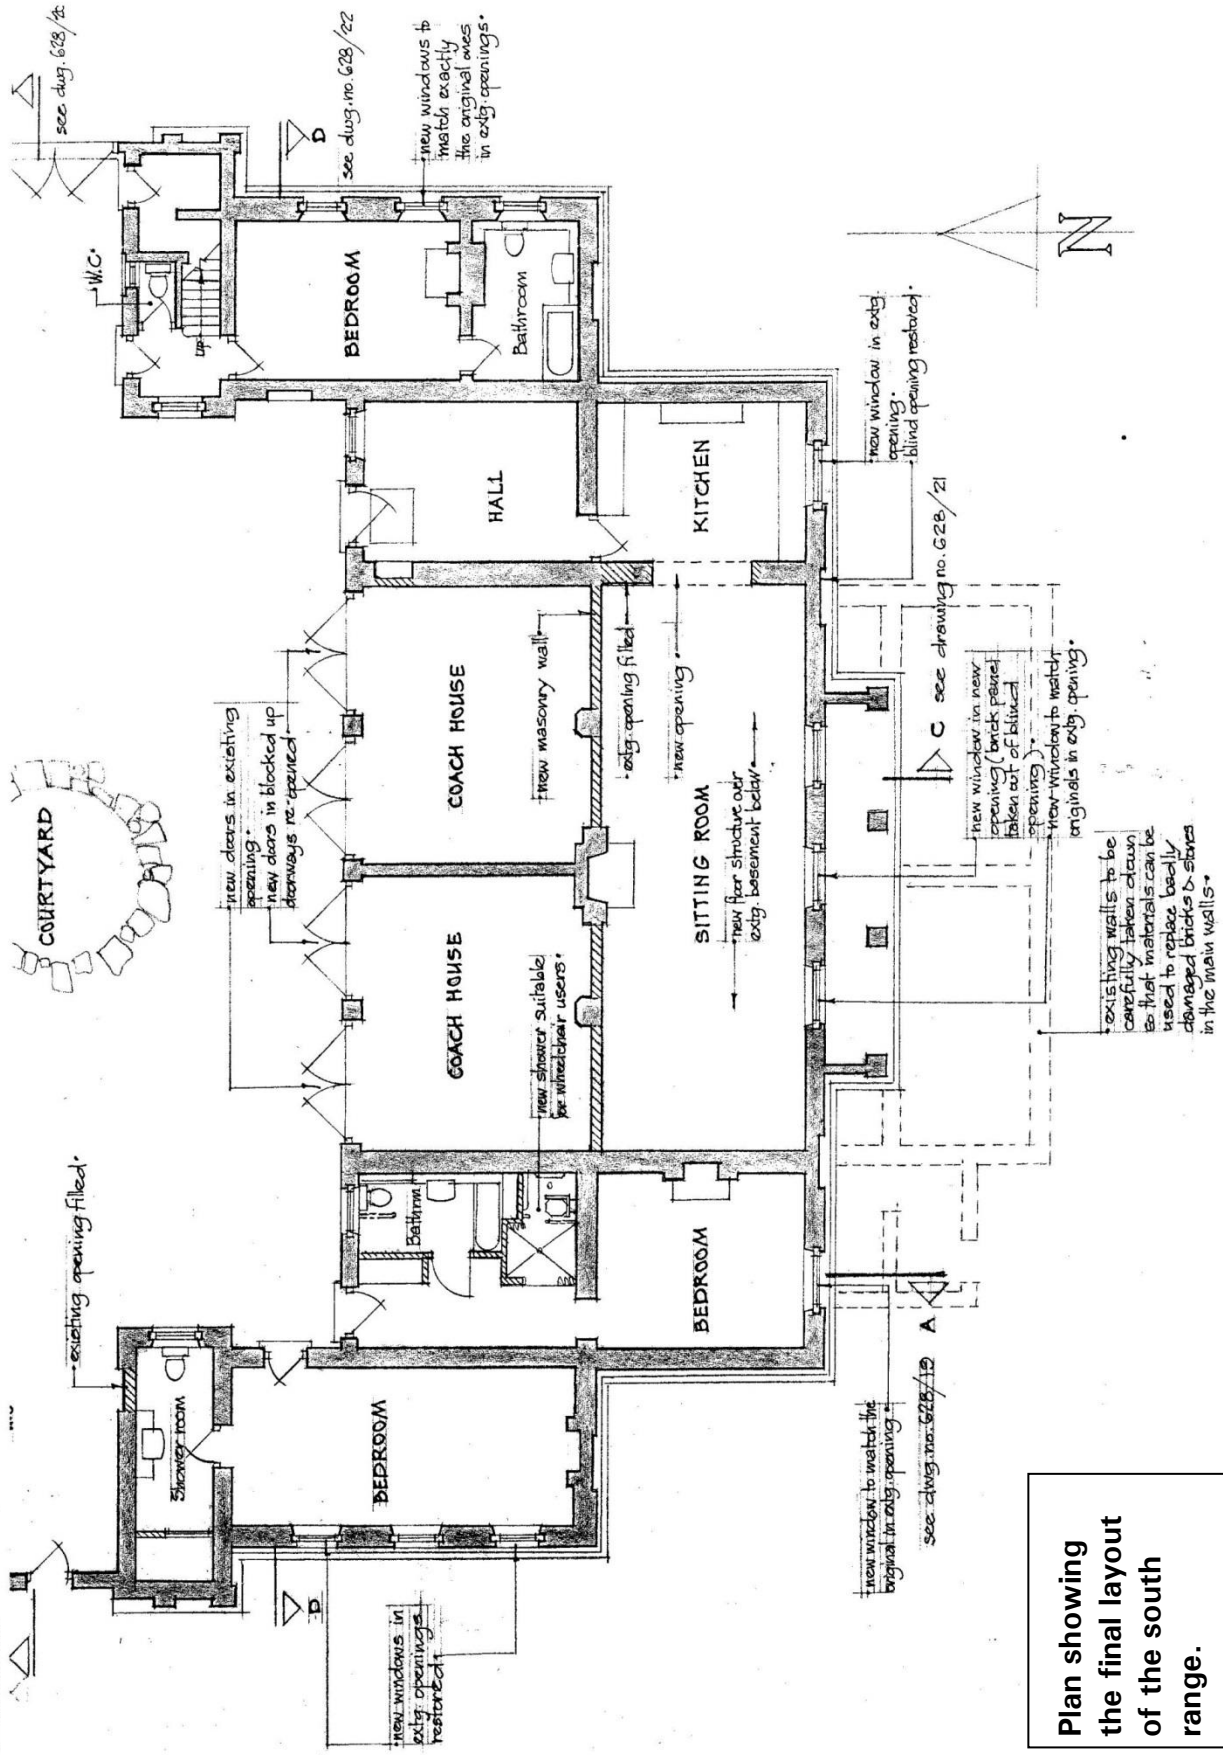 see dwg. 628/20
see dwg. no. 628/22
D
• new windows to
match exactly
the original ones
in extg. openings •
W.C •
UP
BEDROOM
Bathroom
COURTYARD
• new doors in existing
opening •
• new doors in blocked up
doorways re-opened •
HALL
KITCHEN
• new window in extg.
opening •
• blind opening restored •
N
COACH HOUSE
• new masonry wall •
• extg. opening filled •
• new opening •
C see drawing no. 628/21
COACH HOUSE
• new shower suitable
for wheelchair users •
SITTING ROOM
• new floor structure over
extg. basement below •
• new window in new
opening (brick panel
taken out of blind
opening) •
• new window to match
originals in extg. opening •
• existing walls to be
carefully taken down
so that materials can be
used to replace badly
damaged bricks & stones
in the main walls •
• existing opening filled •
Bathrm
BEDROOM
Shower room
BEDROOM
D
• new windows in
extg. openings
restored •
• new window to match the
original in extg. opening •
see dwg. no. 628/19 A
Plan showing
the final layout
of the south
range.